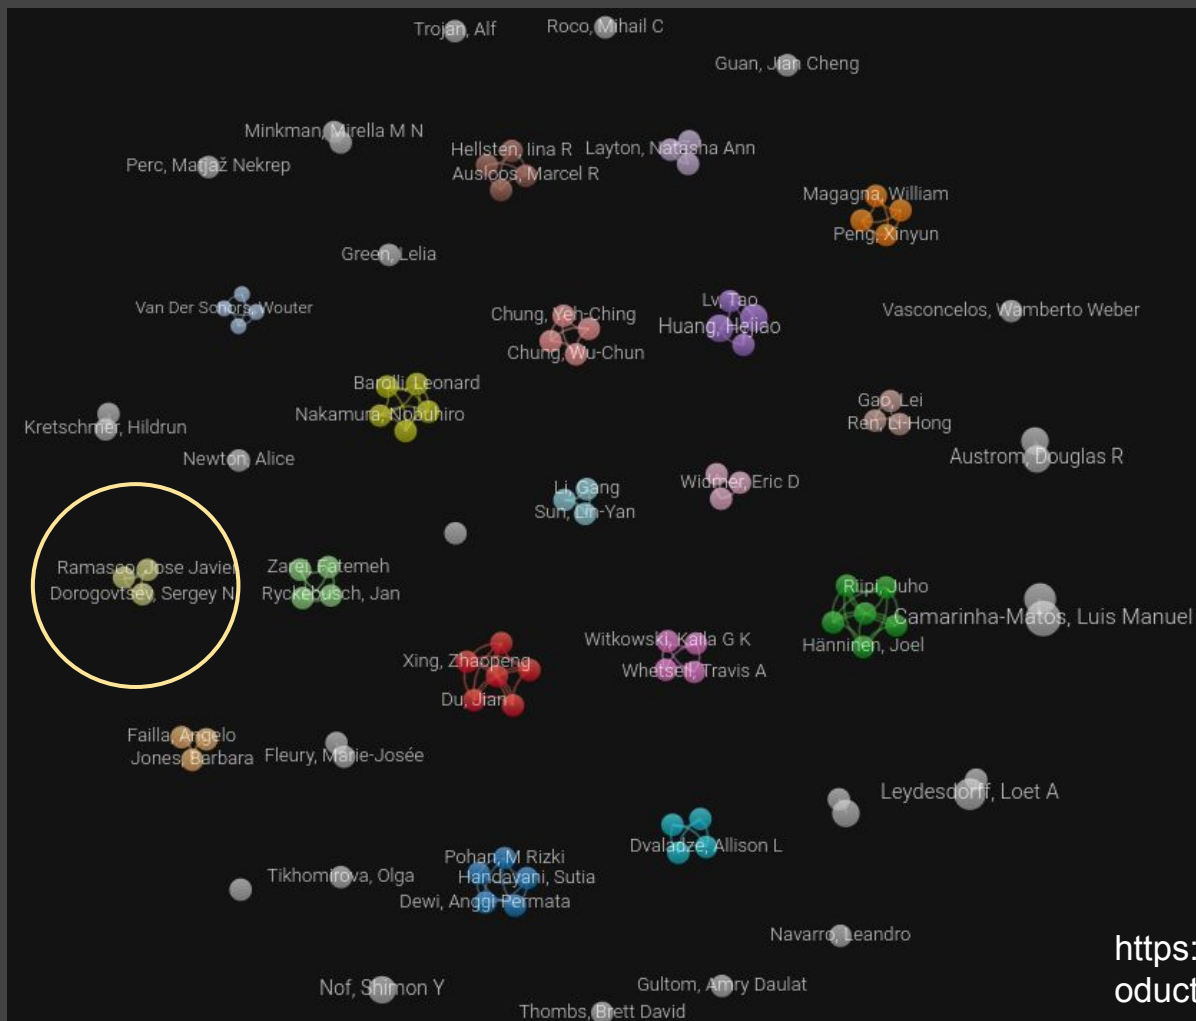 Trojan, Alf
Roco, Mihail C
Guan, Jian Cheng
Minkman, Mirella M N
Perc, Matjaž Nekrep
Hellsten, Iina R
Ausloos, Marcel R
Layton, Natasha Ann
Magagna, William
Peng, Xinyun
Green, Lelia
Van Der Schors, Wouter
Chung, Yeh-Ching
Chung, Wu-Chun
Lv, Tao
Huang, Hejiao
Vasconcelos, Wamberto Weber
Barolli, Leonard
Nakamura, Nobuhiro
Gao, Lei
Ren, Li-Hong
Kretschmer, Hildrun
Newton, Alice
Austrom, Douglas R
Li, Gang
Sun, Lin-Yan
Widmer, Eric D
Ramasco, Jose Javier
Dorogovtsev, Sergey N
Zarei, Fatemeh
Ryckebusch, Jan
Riipi, Juho
Camarinha-Matos, Luis Manuel
Hänninen, Joel
Witkowski, Kaila G K
Whetsell, Travis A
Xing, Zhaopeng
Du, Jian
Failla, Angelo
Jones, Barbara
Fleury, Marie-Josée
Leydesdorff, Loet A
Dvaladze, Allison L
Pohan, M Rizki
Handayani, Sutia
Dewi, Anggi Permata
Tikhomirova, Olga
Navarro, Leandro
https:
oduct
Nof, Shimon Y
Gultom, Amry Daulat
Thombs, Brett David